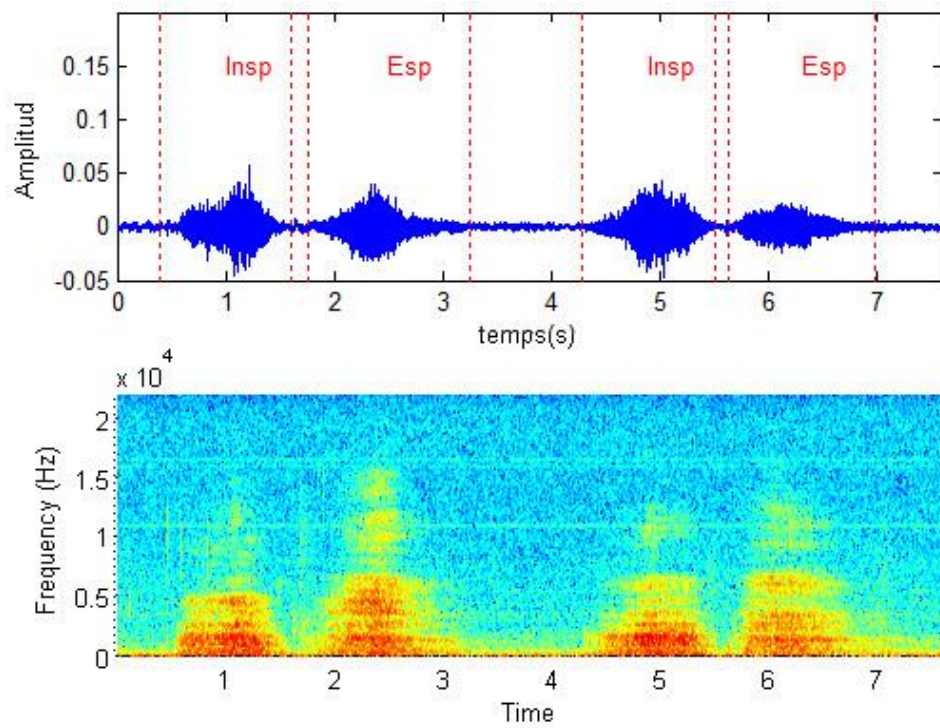 Amplitud
0.15
0.1
0.05
0
-0.05
Insp Esp Insp Esp
0 1 2 3 4 5 6 7
temps(s)
x 10^4
Frequency (Hz)
2
1.5
1
0.5
0
1 2 3 4 5 6 7
Time